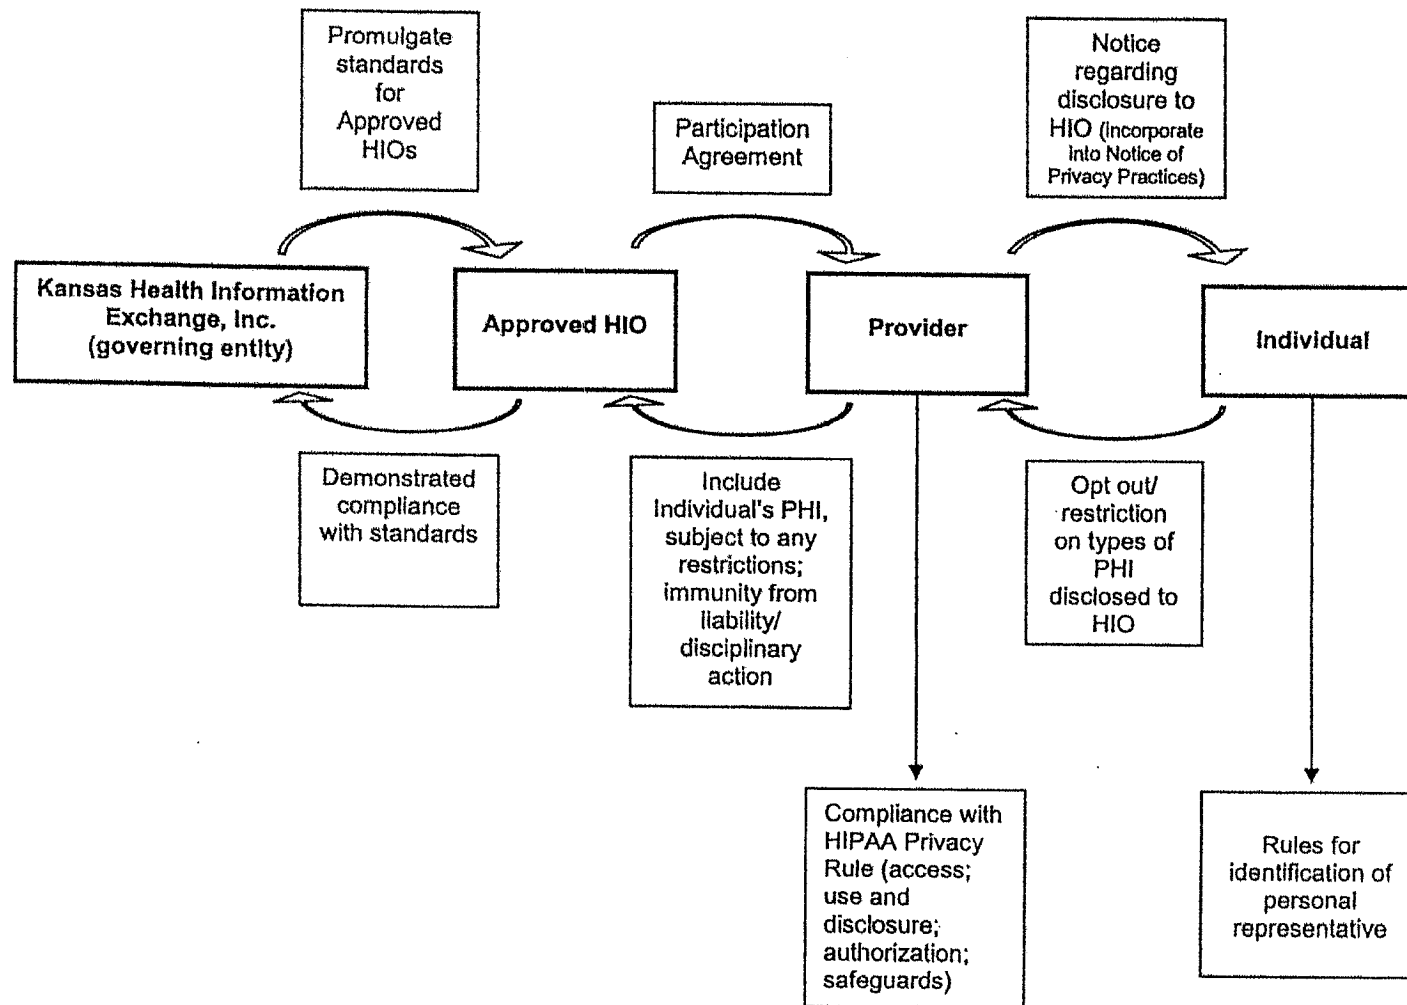 Promulgate
standards
for
Approved
HIOs
Participation
Agreement
Notice
regarding
disclosure to
HIO (incorporate
into Notice of
Privacy Practices)
Kansas Health Information
Exchange, Inc.
(governing entity)
Approved HIO
Provider
Individual
Demonstrated
compliance
with standards
Include
Individual's PHI,
subject to any
restrictions;
immunity from
liability/
disciplinary
action
Opt out/
restriction
on types of
PHI
disclosed to
HIO
Compliance with
HIPAA Privacy
Rule (access;
use and
disclosure;
authorization;
safeguards)
Rules for
identification of
personal
representative